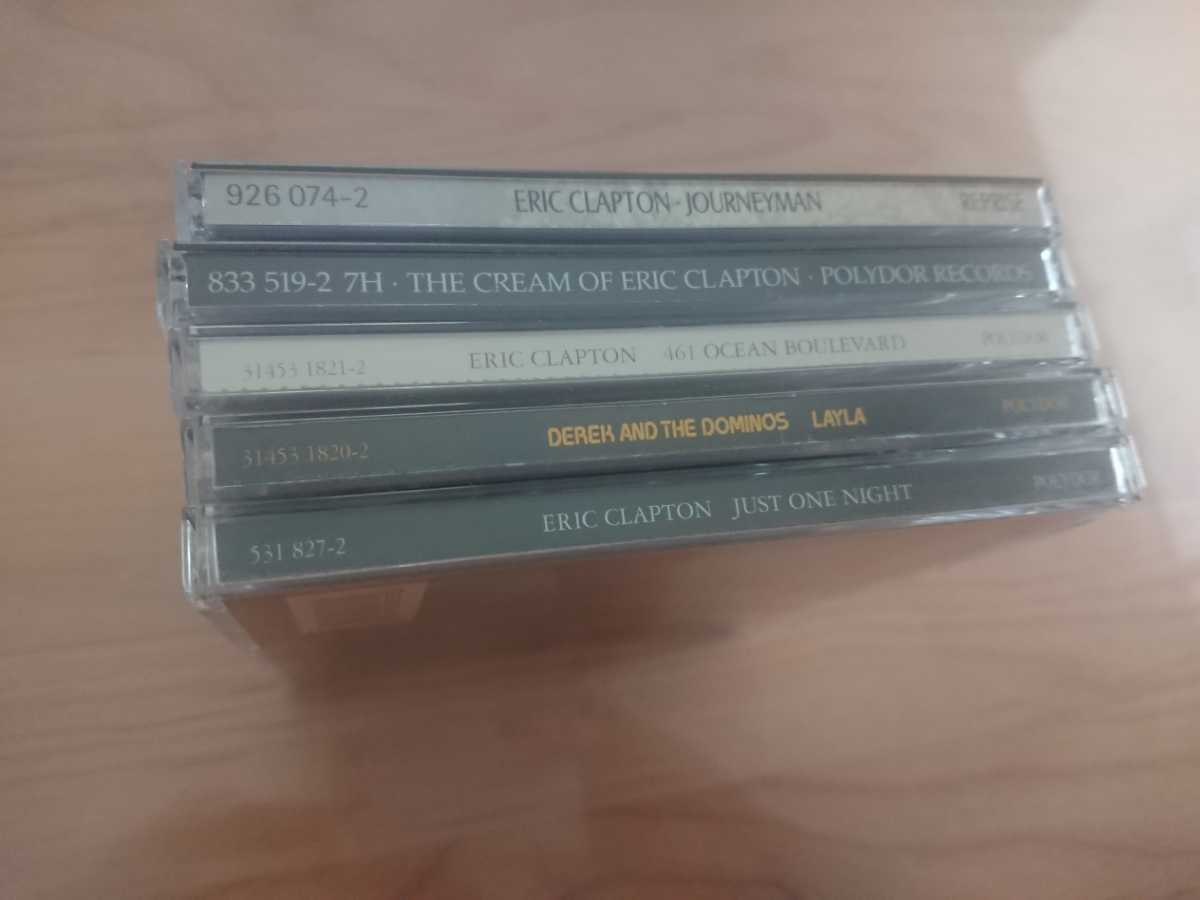 926 074-2 ERIC CLAPTON · JOURNEYMAN REPRISE
833 519-2 7H · THE CREAM OF ERIC CLAPTON · POLYDOR RECORDS
31453 1821-2 ERIC CLAPTON 461 OCEAN BOULEVARD POLYDOR
31453 1820-2 DEREK AND THE DOMINOS LAYLA POLYDOR
531 827-2 ERIC CLAPTON JUST ONE NIGHT POLYDOR